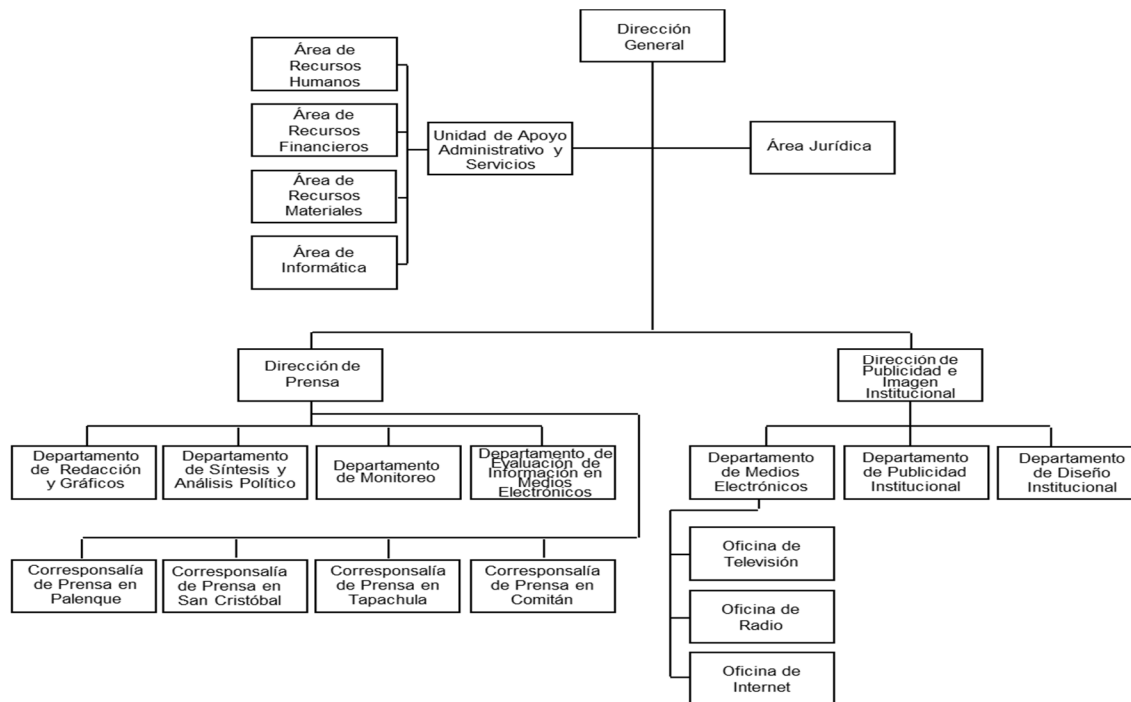 Dirección
General
Área de
Recursos
Humanos
Área de
Recursos
Financieros
Unidad de Apoyo
Administrativo y
Servicios
Área Jurídica
Área de
Recursos
Materiales
Área de
Informática
Dirección de
Prensa
Dirección de
Publicidad e
Imagen
Institucional
Departamento
de Redacción
y Gráficos
Departamento
de Síntesis y
Análisis Político
Departamento
de Monitoreo
Departamento de
Evaluación de
Información en
Medios
Electrónicos
Departamento
de Medios
Electrónicos
Departamento
de Publicidad
Institucional
Departamento
de Diseño
Institucional
Corresponsalía
de Prensa en
Palenque
Corresponsalía
de Prensa en
San Cristóbal
Corresponsalía
de Prensa en
Tapachula
Corresponsalía
de Prensa en
Comitán
Oficina de
Televisión
Oficina de
Radio
Oficina de
Internet